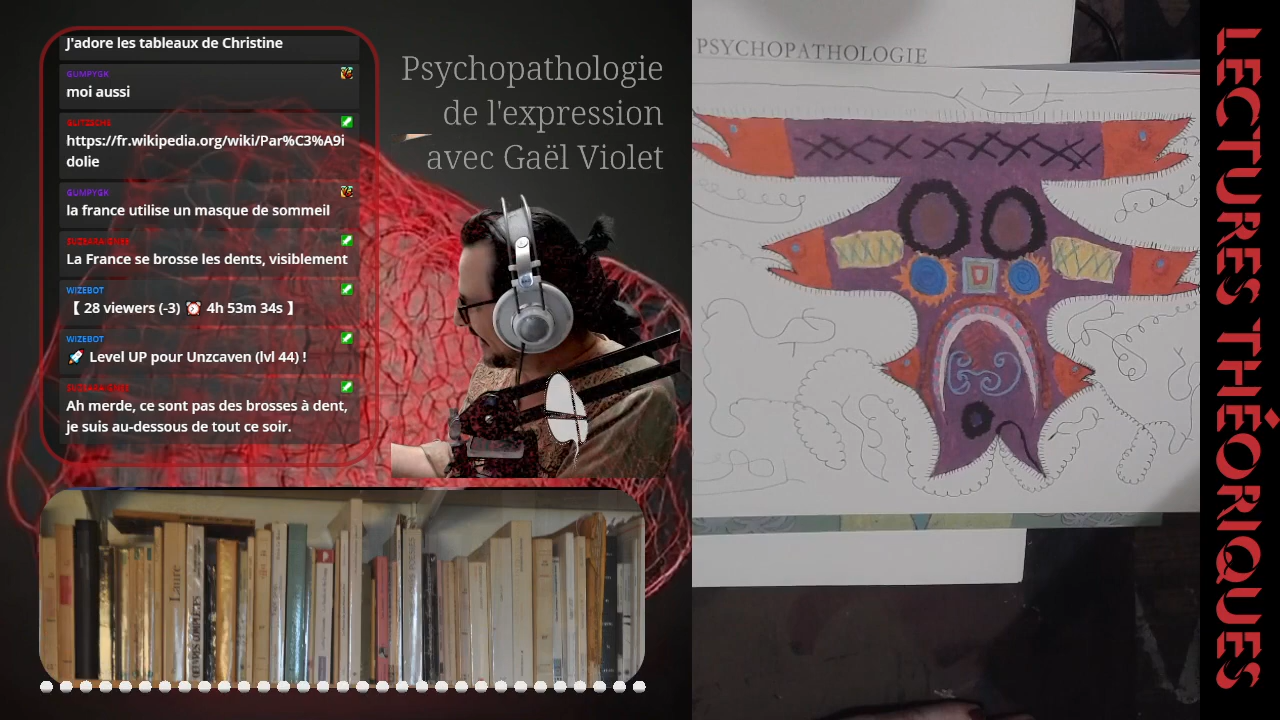 J'adore les tableaux de Christine
GUMPYGK
moi aussi
GLITZSCHE
https://fr.wikipedia.org/wiki/Par%C3%A9i
dolie
GUMPYGK
la france utilise un masque de sommeil
SUZEARAIGNEE
La France se brosse les dents, visiblement
WIZEBOT
【 28 viewers (-3) ⏰ 4h 53m 34s 】
WIZEBOT
🚀 Level UP pour Unzcaven (lvl 44) !
SUZEARAIGNEE
Ah merde, ce sont pas des brosses à dent,
je suis au-dessous de tout ce soir.
Psychopathologie
de l'expression
avec Gaël Violet
PSYCHOPATHOLOGIE
LECTURES THÉORIQUES